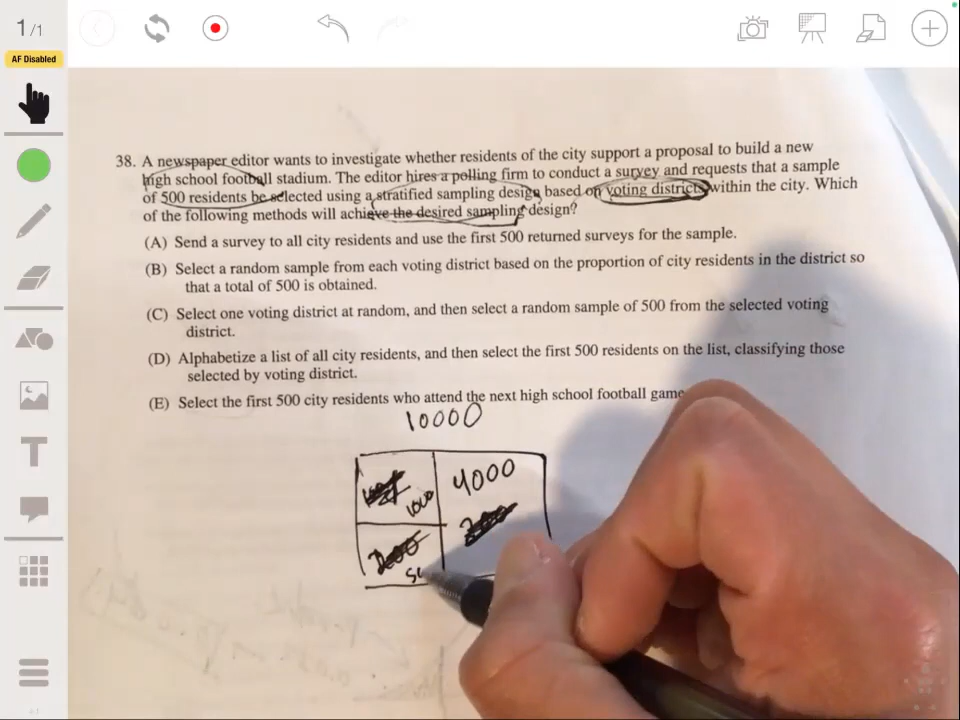 1/1
AF Disabled
38. A newspaper editor wants to investigate whether residents of the city support a proposal to build a new
high school football stadium. The editor hires a polling firm to conduct a survey and requests that a sample
of 500 residents be selected using a stratified sampling design based on voting districts within the city. Which
of the following methods will achieve the desired sampling design?
(A) Send a survey to all city residents and use the first 500 returned surveys for the sample.
(B) Select a random sample from each voting district based on the proportion of city residents in the district so
that a total of 500 is obtained.
(C) Select one voting district at random, and then select a random sample of 500 from the selected voting
district.
(D) Alphabetize a list of all city residents, and then select the first 500 residents on the list, classifying those
selected by voting district.
(E) Select the first 500 city residents who attend the next high school football game
10000
4000
1000
T